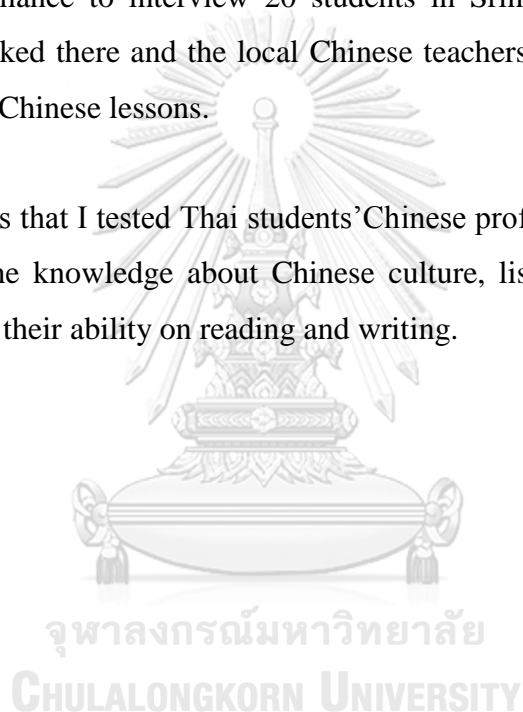 to interview 20 students in
ked there and the local Chinese teachers
Chinese lessons.
s that I tested Thai students’Chinese prof
ne knowledge about Chinese culture, lis
their ability on reading and writing.
จุฬาลงกรณ์มหาวิทยาลัย
CHULALONGKORN UNIVERSITY